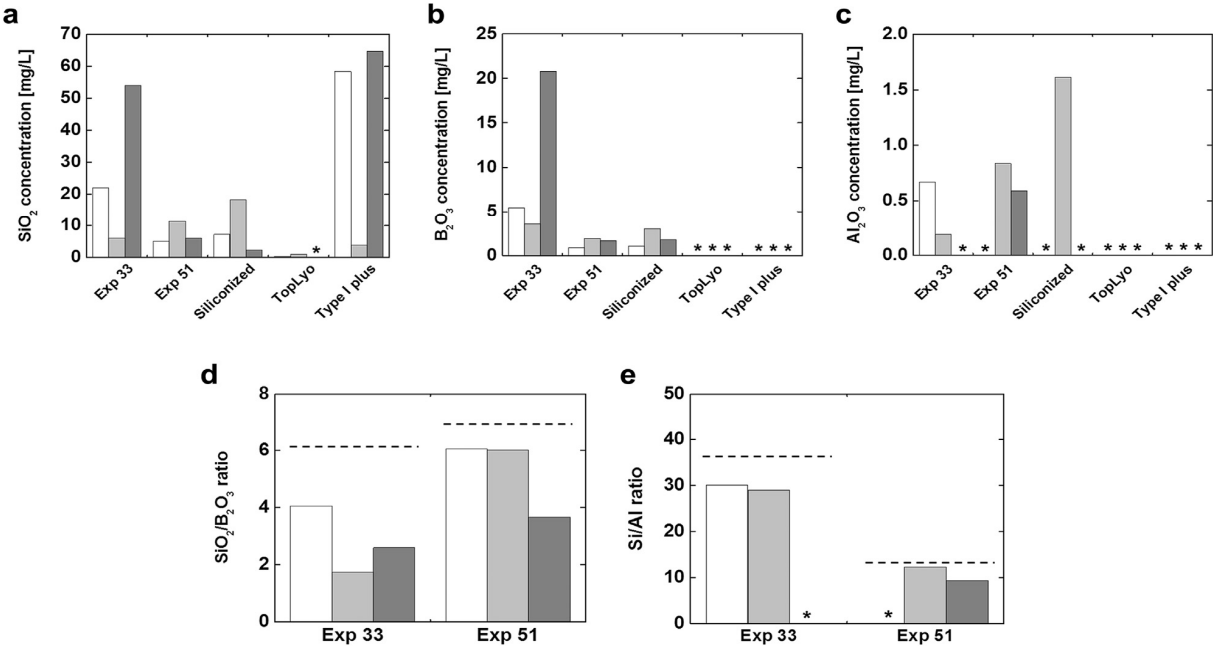 a
SiO2 concentration [mg/L]
70
60
50
40
30
20
10
0
*
Exp 33
Exp 51
Siliconized
TopLyo
Type I plus
b
B2O3 concentration [mg/L]
25
20
15
10
5
0
* * * * * *
Exp 33
Exp 51
Siliconized
TopLyo
Type I plus
c
Al2O3 concentration [mg/L]
2.0
1.5
1.0
0.5
0.0
* * * * * * * * * *
Exp 33
Exp 51
Siliconized
TopLyo
Type I plus
d
SiO2/B2O3 ratio
8
6
4
2
0
Exp 33 Exp 51
e
Si/Al ratio
50
40
30
20
10
0
* *
Exp 33 Exp 51